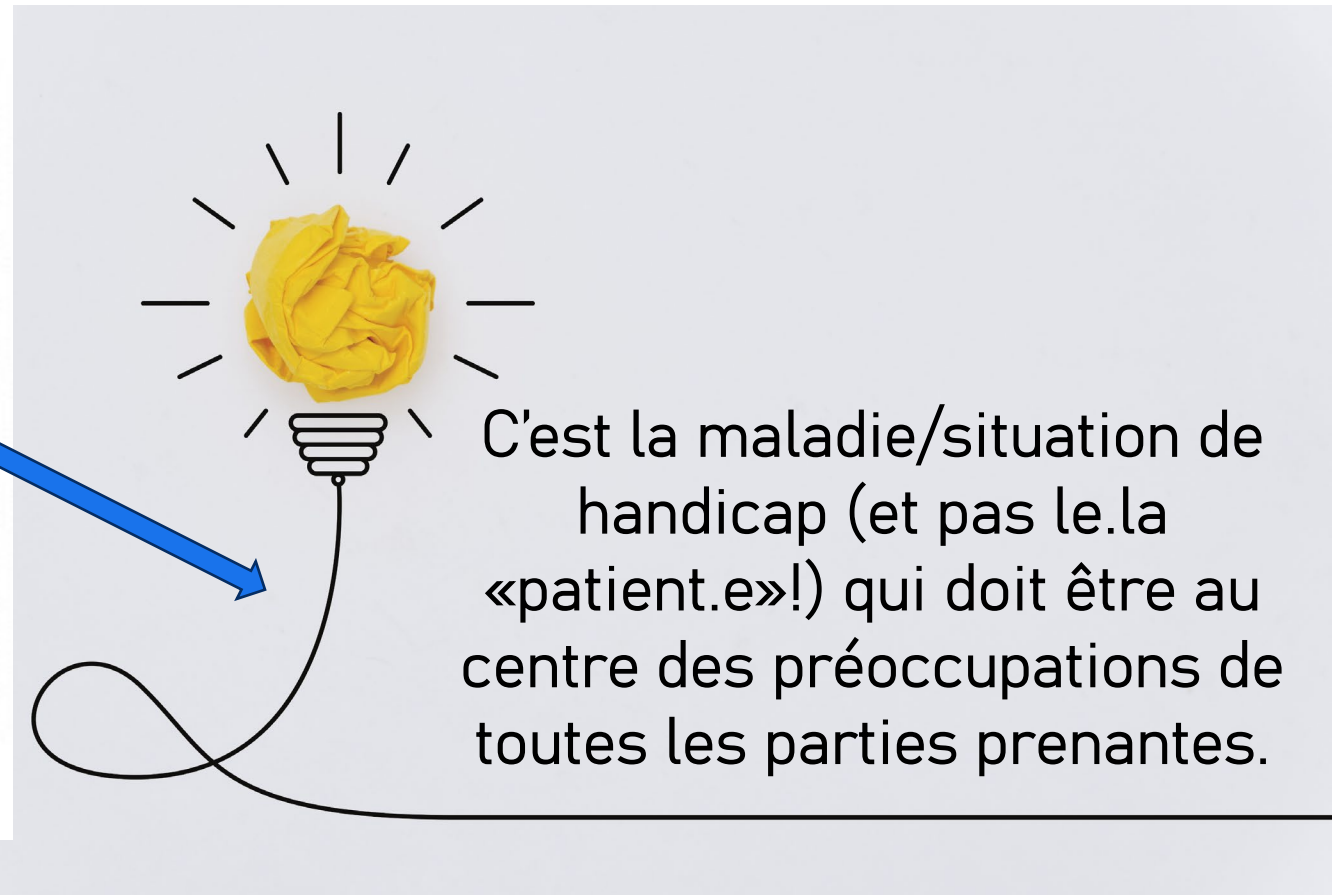 C'est la maladie/situation de
handicap (et pas le.la
«patient.e»!) qui doit être au
centre des préoccupations de
toutes les parties prenantes.